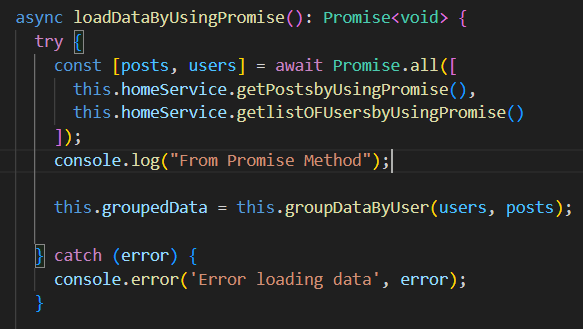 async loadDataByUsingPromise(): Promise<void> {
try {
const [posts, users] = await Promise.all([
this.homeService.getPostsbyUsingPromise(),
this.homeService.getlistOFUsersbyUsingPromise()
]);
console.log("From Promise Method");
this.groupedData = this.groupDataByUser(users, posts);
} catch (error) {
console.error('Error loading data', error);
}